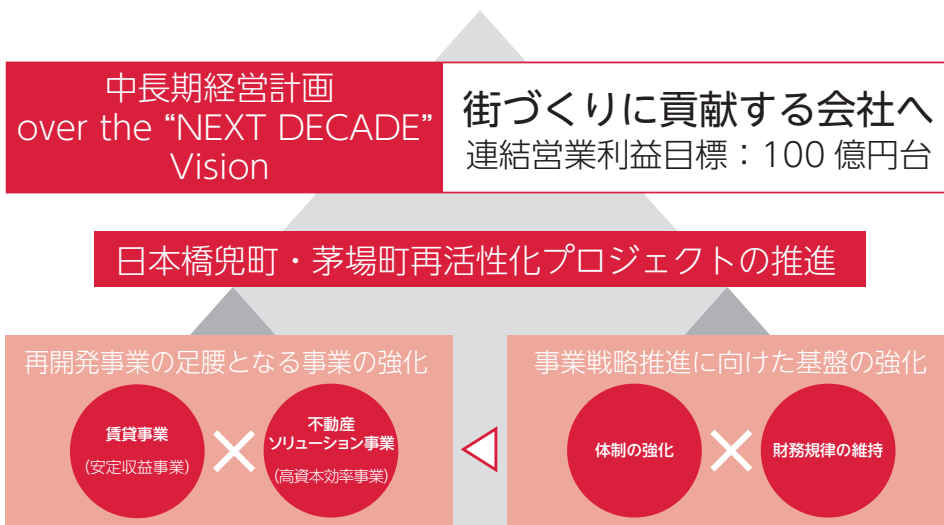 中長期経営計画
over the “NEXT DECADE”
Vision
街づくりに貢献する会社へ
連結営業利益目標：100 億円台
日本橋兜町・茅場町再活性化プロジェクトの推進
再開発事業の足腰となる事業の強化
賃貸事業
(安定収益事業)
不動産
ソリューション事業
(高資本効率事業)
事業戦略推進に向けた基盤の強化
体制の強化
財務規律の維持